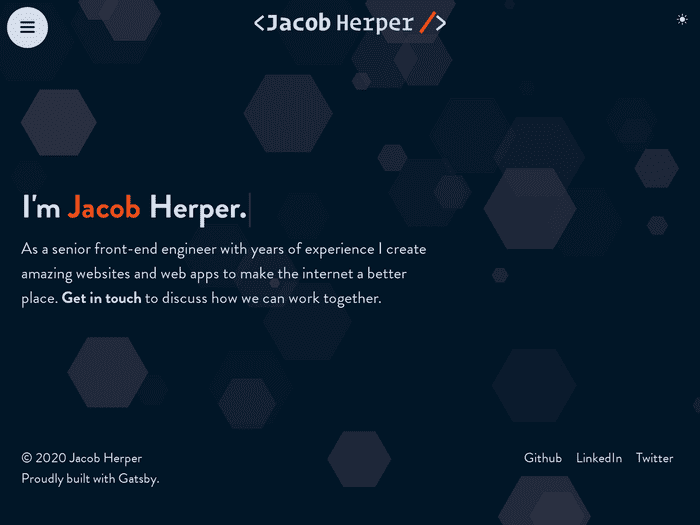 <Jacob Herper />
I'm Jacob Herper.
As a senior front-end engineer with years of experience I create
amazing websites and web apps to make the internet a better
place. Get in touch to discuss how we can work together.
© 2020 Jacob Herper
Github LinkedIn Twitter
Proudly built with Gatsby.